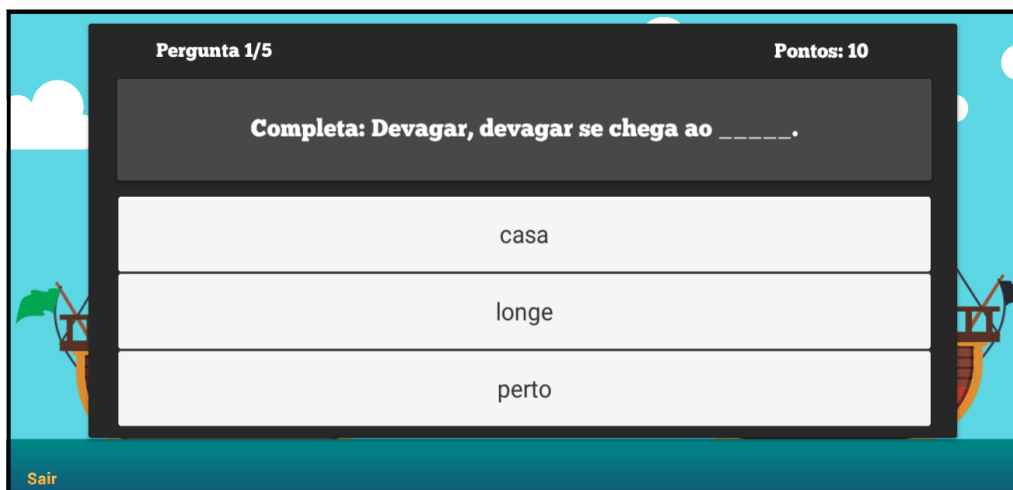 Pergunta 1/5
Pontos: 10
Completa: Devagar, devagar se chega ao _____.
casa
longe
perto
Sair